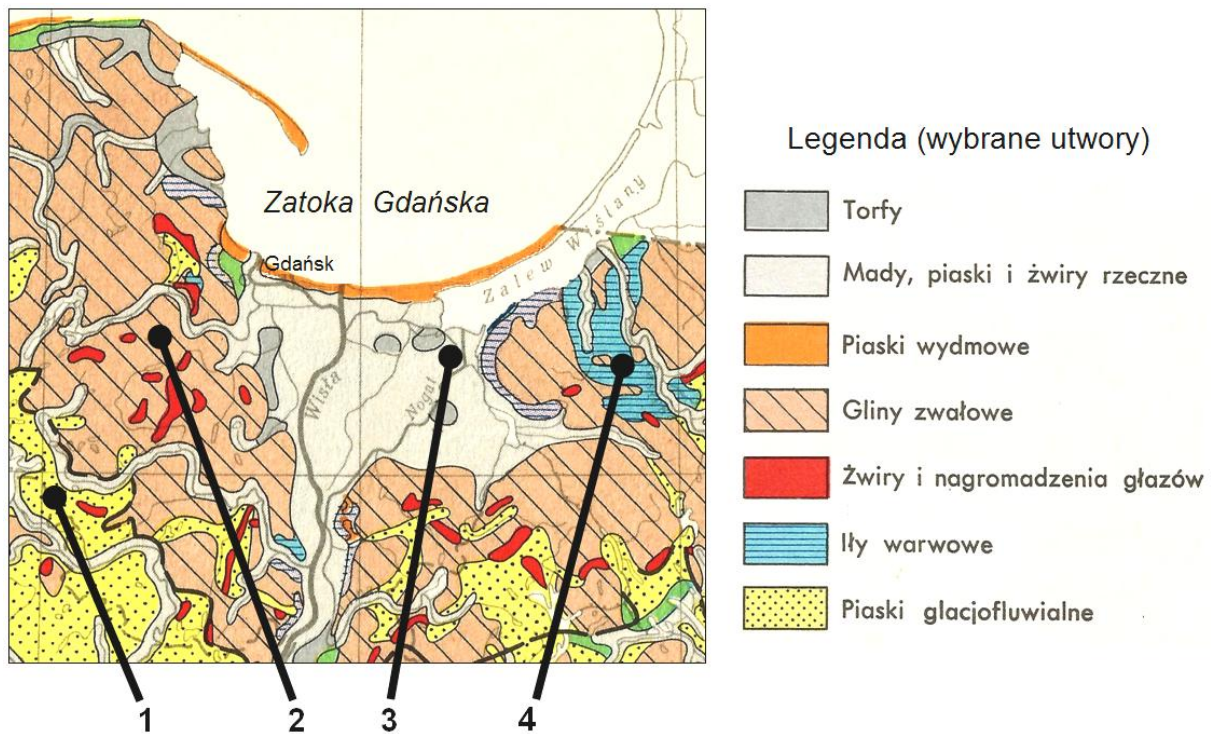 Zatoka Gdańska
Gdańsk
Zalew Wiślany
Wisła
Nogat
1
2
3
4
Legenda (wybrane utwory)
Torfy
Mady, piaski i żwiry rzeczne
Piaski wydmowe
Gliny zwałowe
Żwiry i nagromadzenia głazów
Iły warwowe
Piaski glacjofluwialne